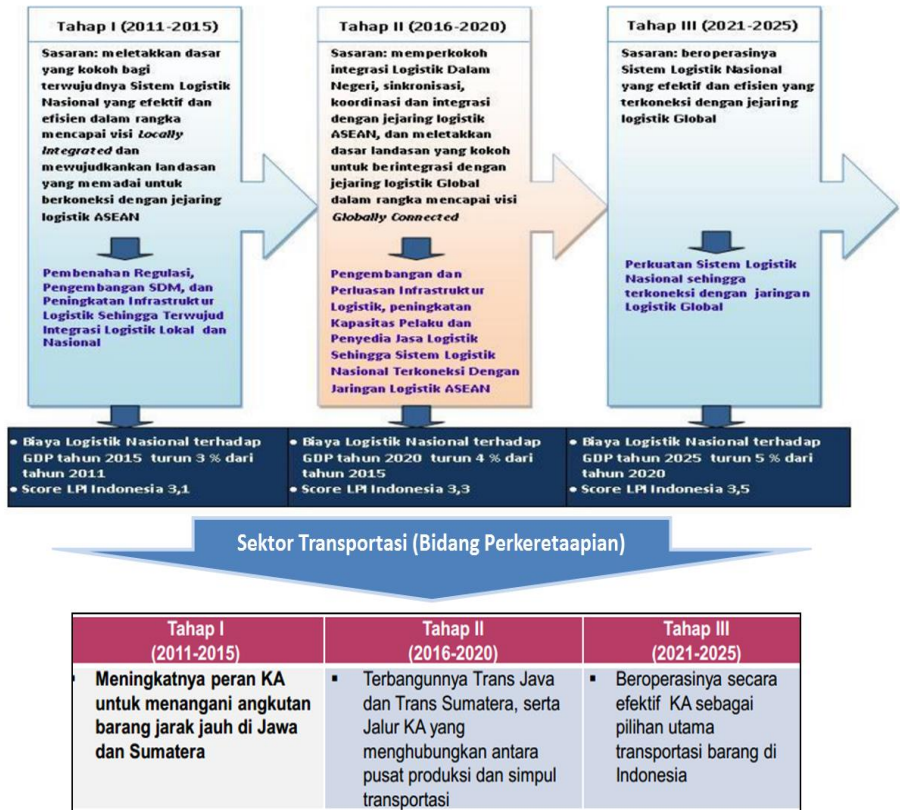 Tahap I (2011-2015)
Sasaran: meletakkan dasar
yang kokoh bagi
terwujudnya Sistem Logistik
Nasional yang efektif dan
efisien dalam rangka
mencapai visi Locally
Integrated dan
mewujudkankan landasan
yang memadai untuk
berkoneksi dengan jejaring
logistik ASEAN
Pembenahan Regulasi,
Pengembangan SDM, dan
Peningkatan Infrastruktur
Logistik Sehingga Terwujud
Integrasi Logistik Lokal dan
Nasional
• Biaya Logistik Nasional terhadap
GDP tahun 2015 turun 3 % dari
tahun 2011
• Score LPI Indonesia 3,1
Tahap II (2016-2020)
Sasaran: memperkokoh
integrasi Logistik Dalam
Negeri, sinkronisasi,
koordinasi dan integrasi
dengan jejaring logistik
ASEAN, dan meletakkan
dasar landasan yang kokoh
untuk berintegrasi dengan
jejaring logistik Global
dalam rangka mencapai visi
Globally Connected
Pengembangan dan
Perluasan Infrastruktur
Logistik, peningkatan
Kapasitas Pelaku dan
Penyedia Jasa Logistik
Sehingga Sistem Logistik
Nasional Terkoneksi Dengan
Jaringan Logistik ASEAN
• Biaya Logistik Nasional terhadap
GDP tahun 2020 turun 4 % dari
tahun 2015
• Score LPI Indonesia 3,3
Tahap III (2021-2025)
Sasaran: beroperasinya
Sistem Logistik Nasional
yang efektif dan efisien yang
terkoneksi dengan jejaring
logistik Global
Perkuatan Sistem Logistik
Nasional sehingga
terkoneksi dengan jaringan
Logistik Global
• Biaya Logistik Nasional terhadap
GDP tahun 2025 turun 5 % dari
tahun 2020
• Score LPI Indonesia 3,5
Sektor Transportasi (Bidang Perkeretaapian)
Tahap I
(2011-2015)
Meningkatnya peran KA
untuk menangani angkutan
barang jarak jauh di Jawa
dan Sumatera
Tahap II
(2016-2020)
▪ Terbangunnya Trans Java
dan Trans Sumatera, serta
Jalur KA yang
menghubungkan antara
pusat produksi dan simpul
transportasi
Tahap III
(2021-2025)
▪ Beroperasinya secara
efektif KA sebagai
pilihan utama
transportasi barang di
Indonesia